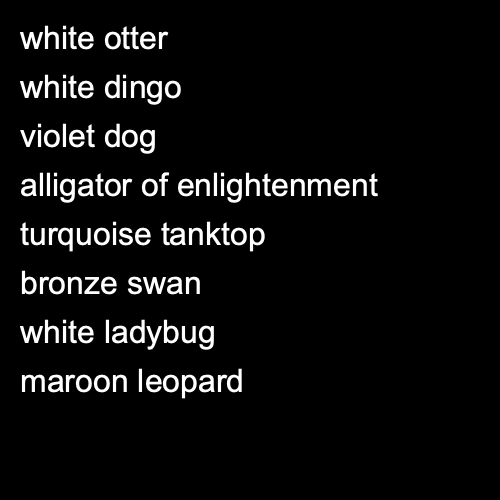 white otter
white dingo
violet dog
alligator of enlightenment
turquoise tanktop
bronze swan
white ladybug
maroon leopard